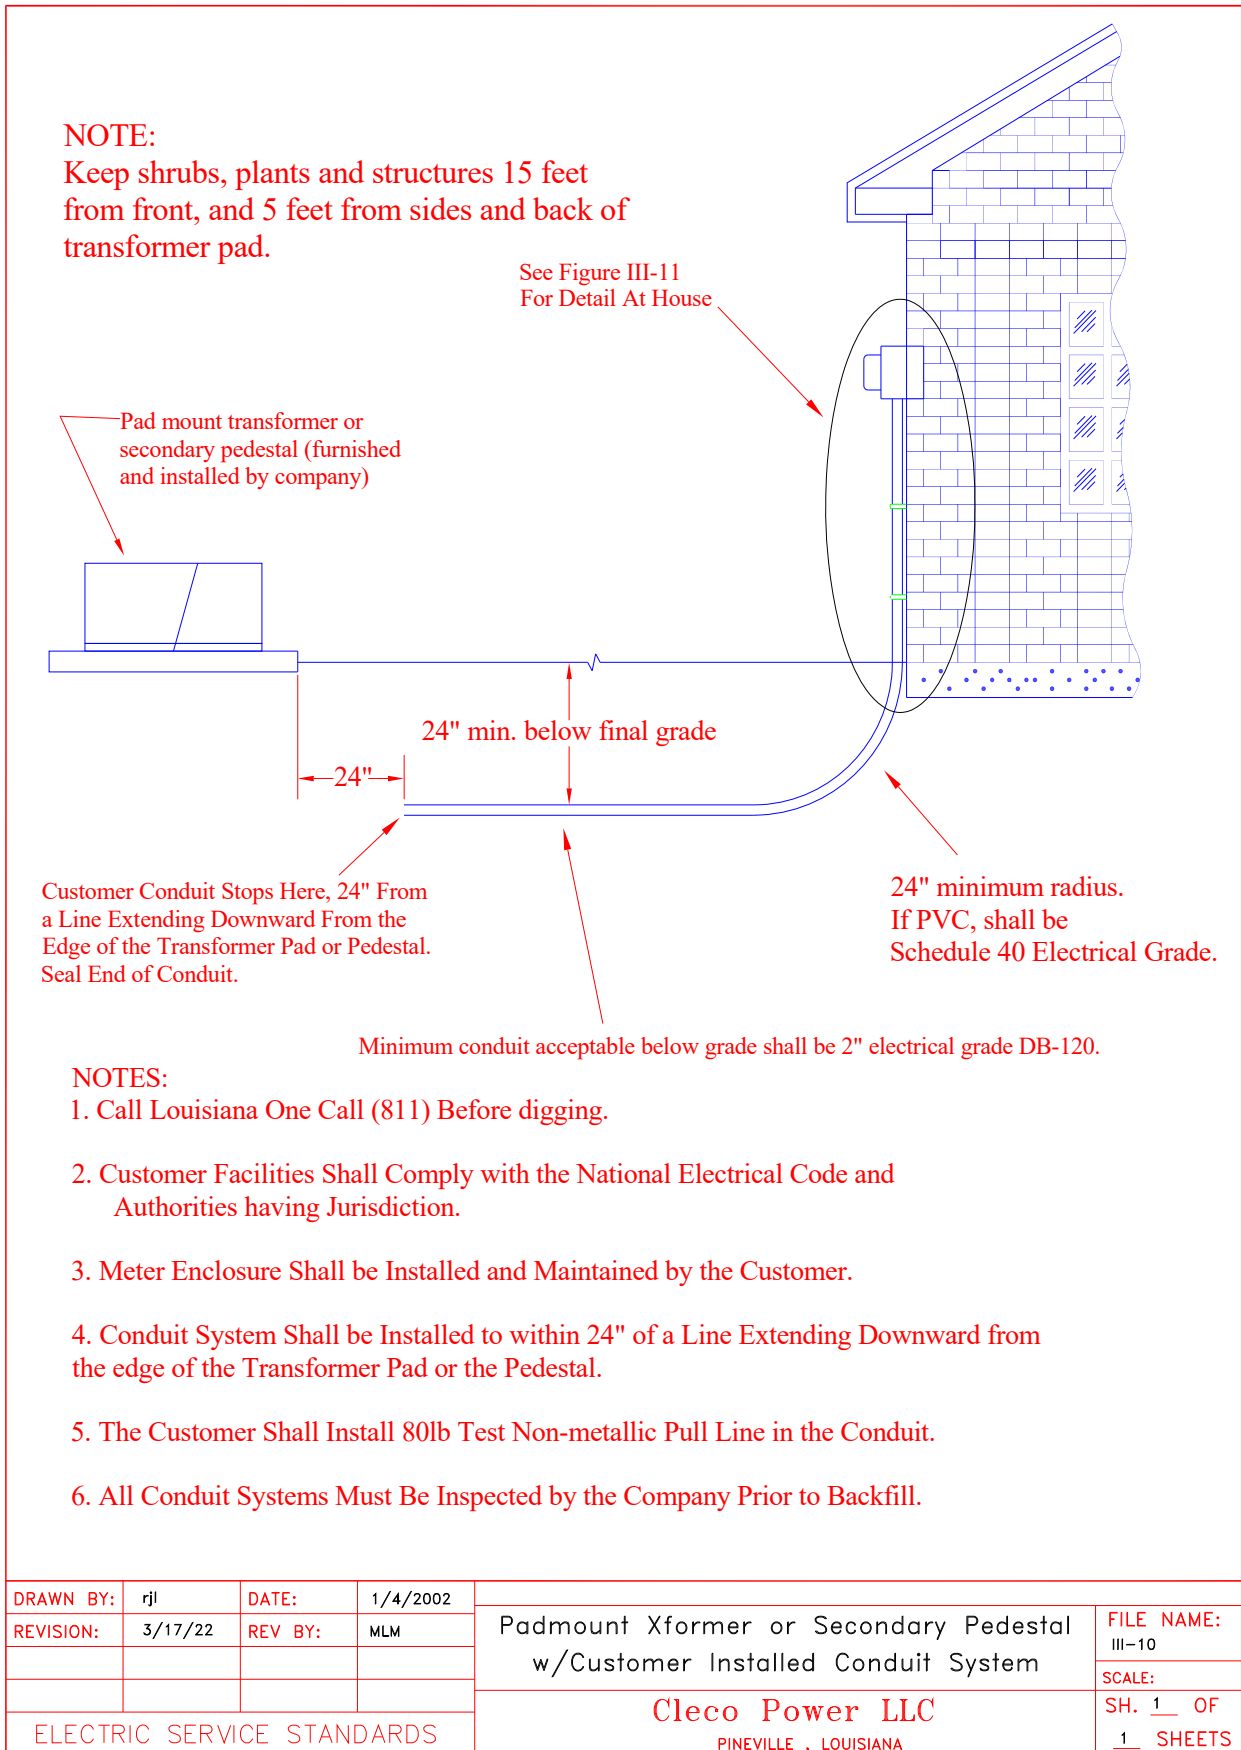 NOTE:
Keep shrubs, plants and structures 15 feet
from front, and 5 feet from sides and back of
transformer pad.
See Figure III-11
For Detail At House
Pad mount transformer or
secondary pedestal (furnished
and installed by company)
24" min. below final grade
24"
Customer Conduit Stops Here, 24" From
a Line Extending Downward From the
Edge of the Transformer Pad or Pedestal.
Seal End of Conduit.
24" minimum radius.
If PVC, shall be
Schedule 40 Electrical Grade.
Minimum conduit acceptable below grade shall be 2" electrical grade DB-120.
NOTES:
1. Call Louisiana One Call (811) Before digging.
2. Customer Facilities Shall Comply with the National Electrical Code and
Authorities having Jurisdiction.
3. Meter Enclosure Shall be Installed and Maintained by the Customer.
4. Conduit System Shall be Installed to within 24" of a Line Extending Downward from
the edge of the Transformer Pad or the Pedestal.
5. The Customer Shall Install 80lb Test Non-metallic Pull Line in the Conduit.
6. All Conduit Systems Must Be Inspected by the Company Prior to Backfill.
DRAWN BY: rjl DATE: 1/4/2002
REVISION: 3/17/22 REV BY: MLM
ELECTRIC SERVICE STANDARDS
Padmount Xformer or Secondary Pedestal
w/Customer Installed Conduit System
Cleco Power LLC
PINEVILLE , LOUISIANA
FILE NAME:
III-10
SCALE:
SH. 1 OF
1 SHEETS